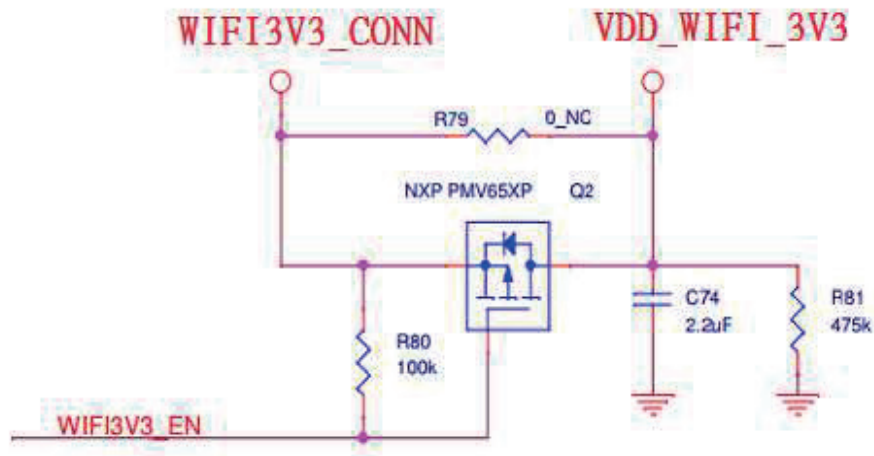 WIFI3V3_CONN
VDD_WIFI_3V3
R79
0_NC
NXP PMV65XP
Q2
C74
2.2uF
R81
475k
R80
100k
WIFI3V3_EN